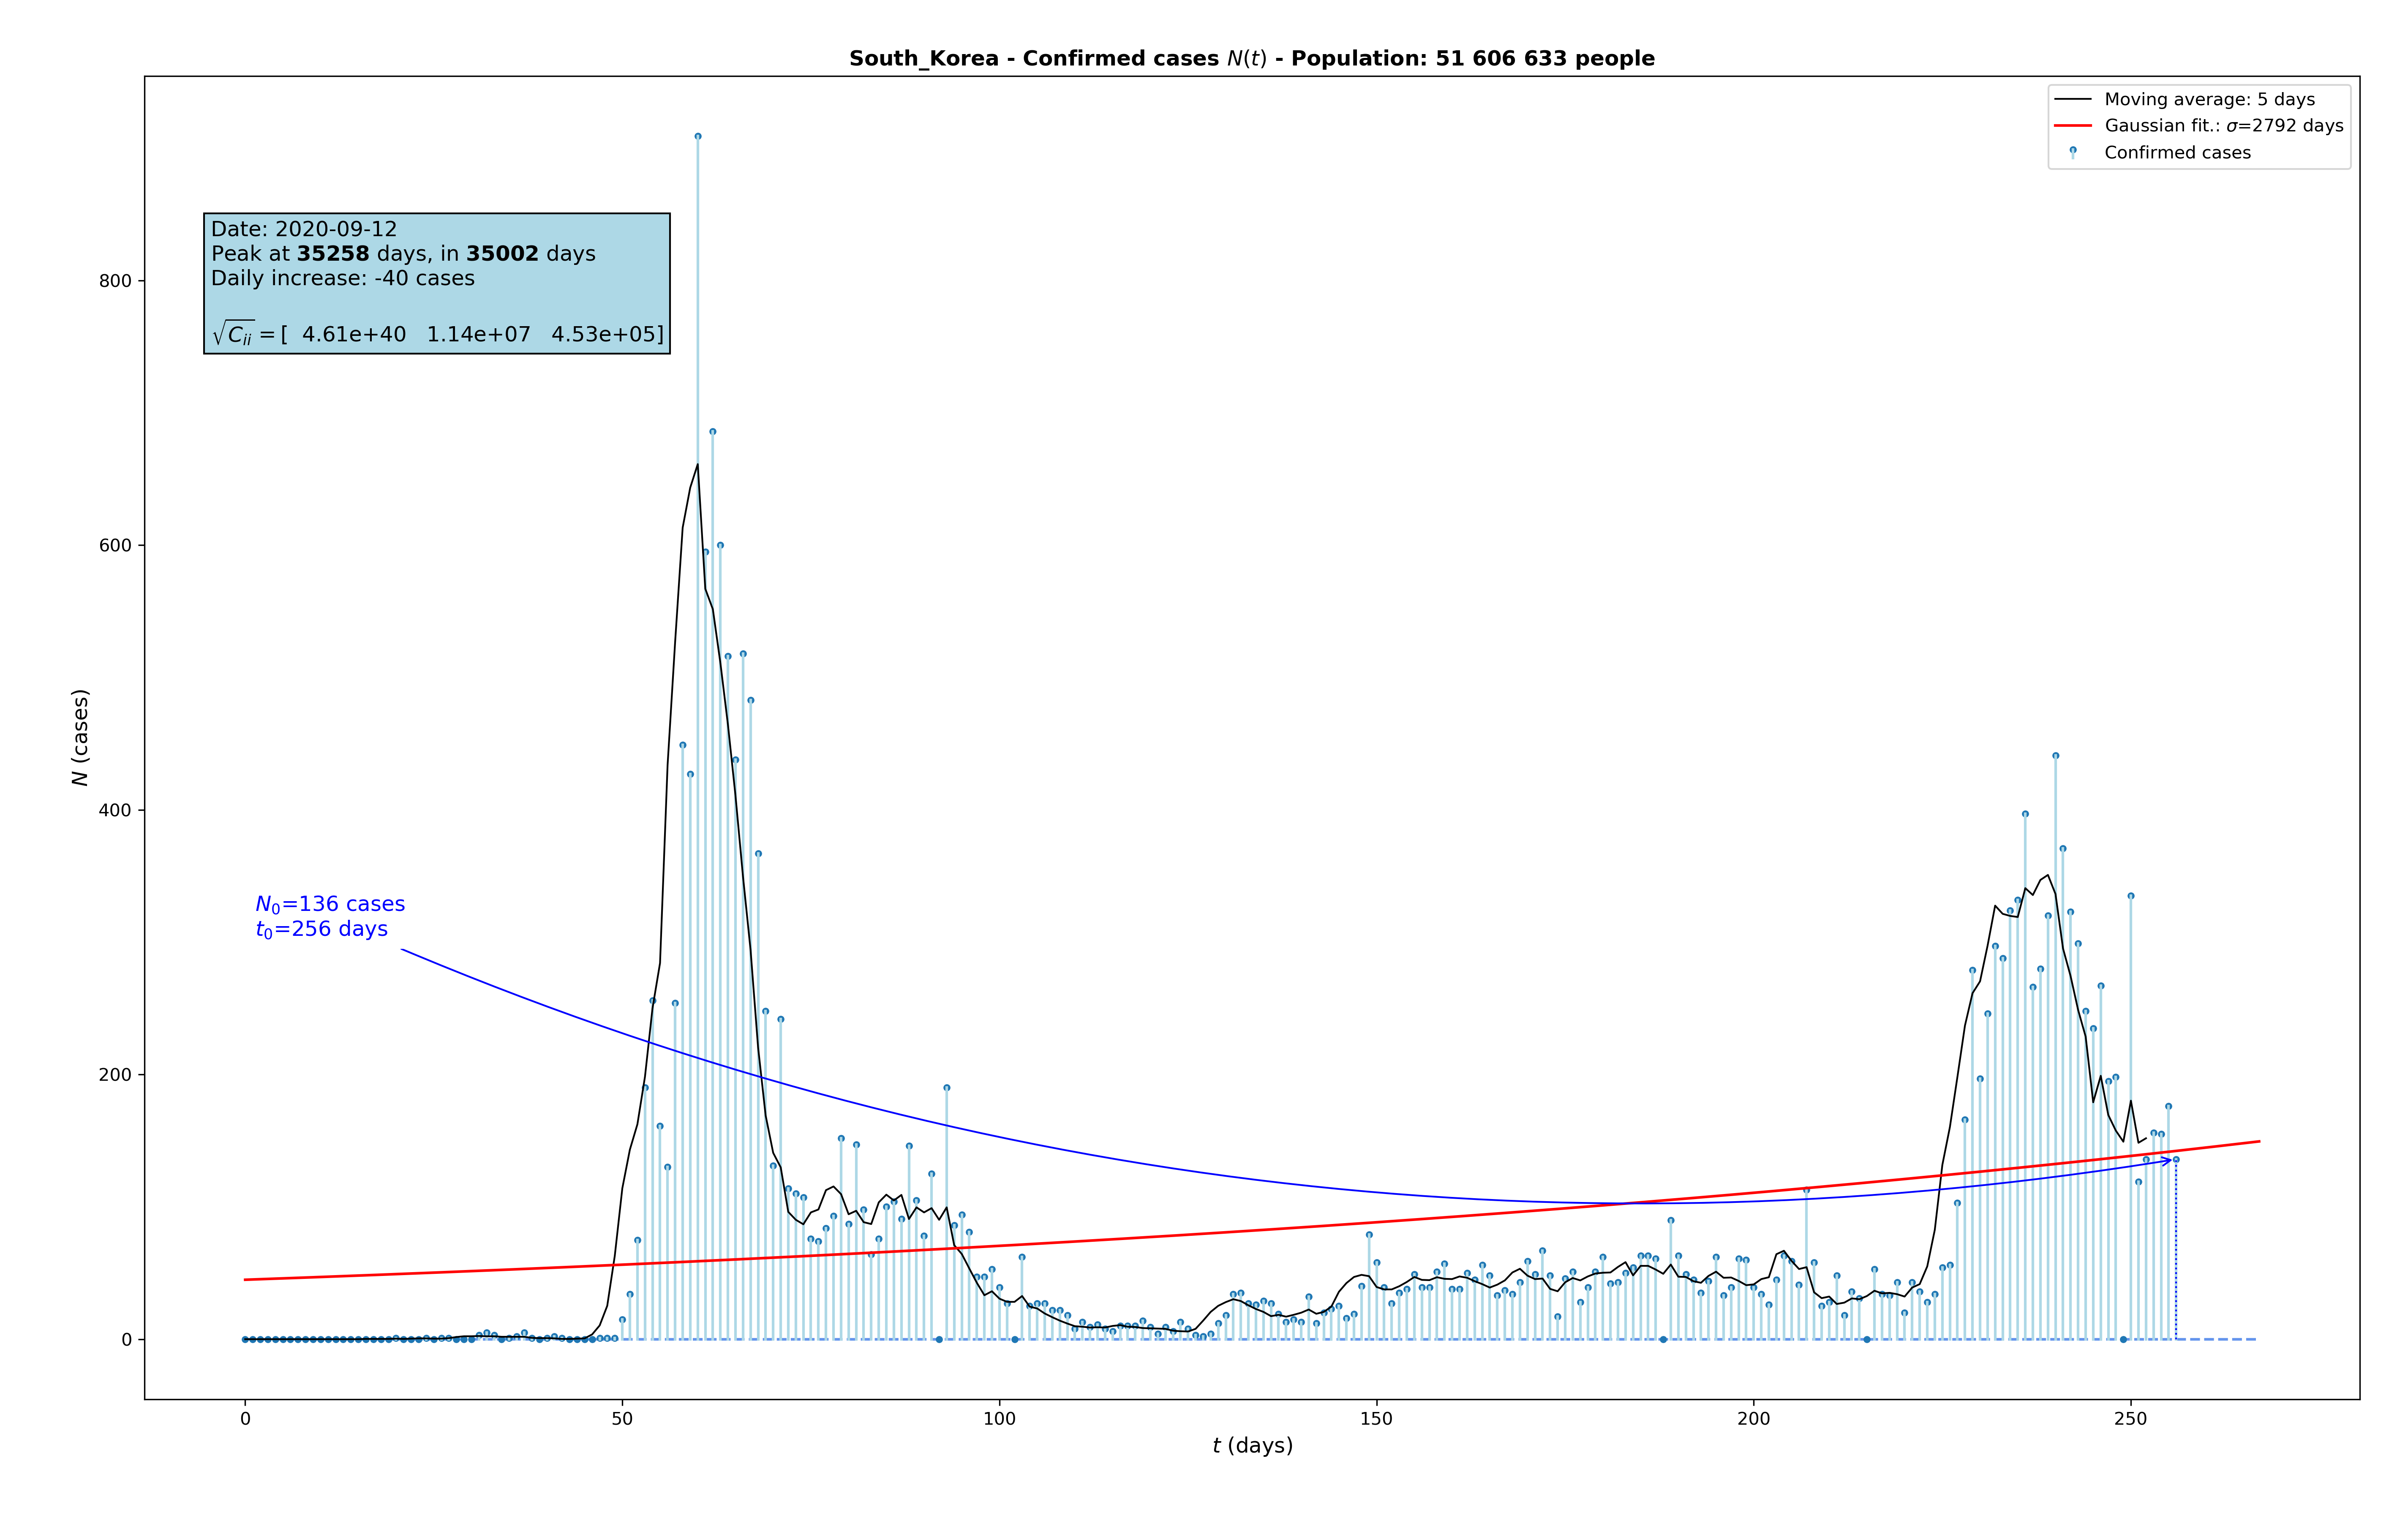 South_Korea - Confirmed cases N(t) - Population: 51 606 633 people
Moving average: 5 days
Gaussian fit.: σ=2792 days
Confirmed cases
Date: 2020-09-12
Peak at 35258 days, in 35002 days
Daily increase: -40 cases
√C_ii = [ 4.61e+40 1.14e+07 4.53e+05]
N_0=136 cases
t_0=256 days
N (cases)
800
600
400
200
0
0 50 100 150 200 250
t (days)